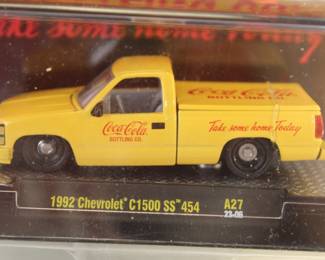 take some home Today
Coca-Cola
BOTTLING CO.
Coca-Cola
BOTTLING CO.
Take some home Today
1992 Chevrolet® C1500 SS™ 454
A27
23-06